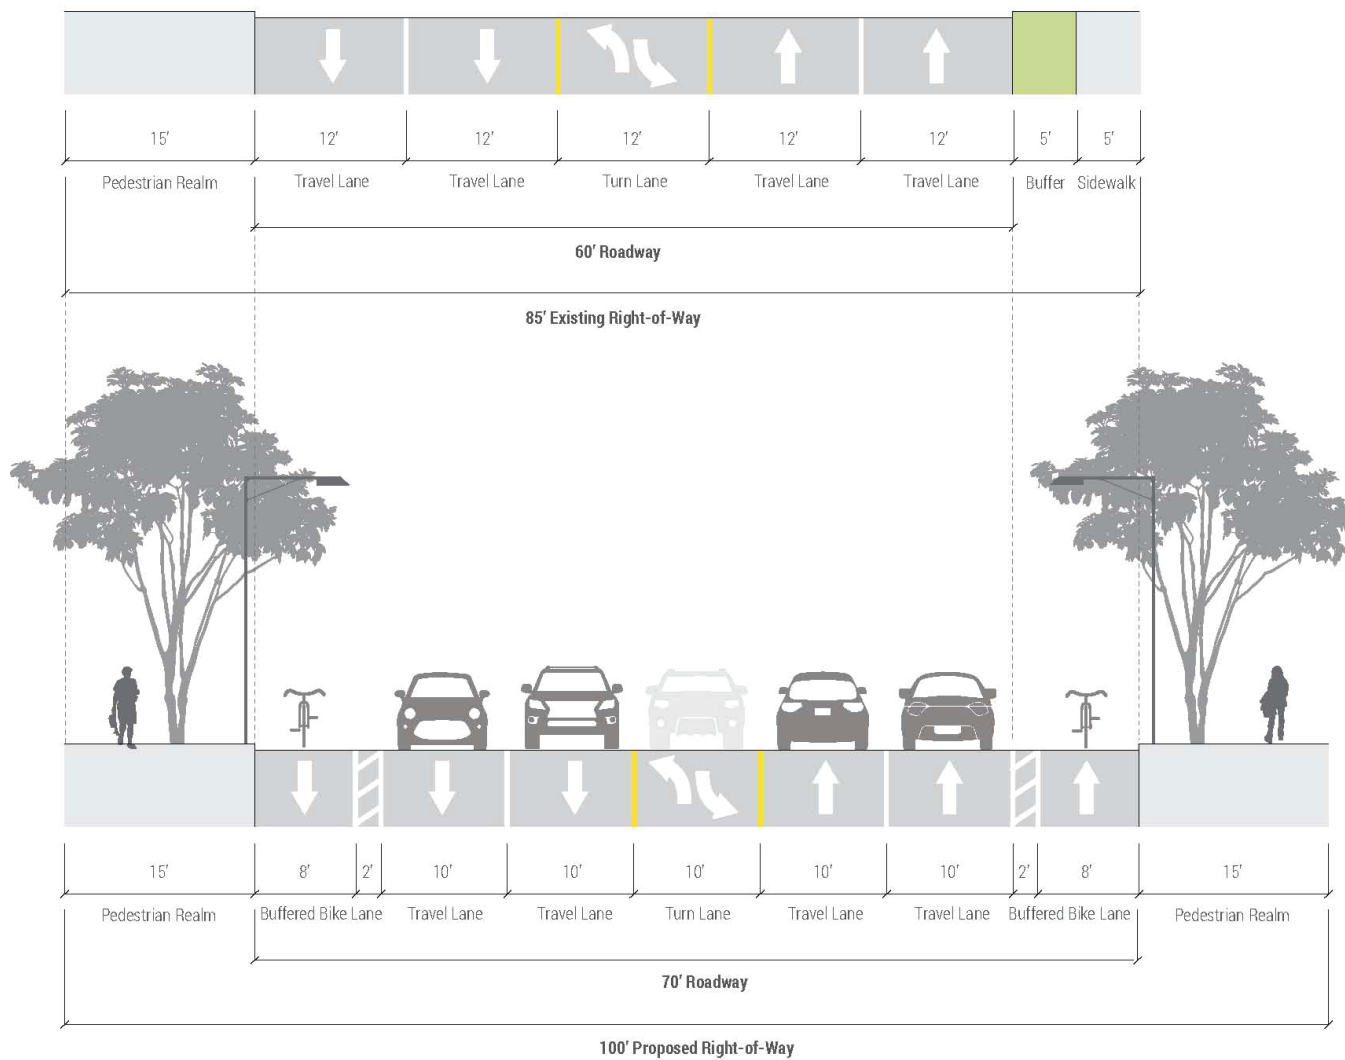 15' 12' 12' 12' 12' 12' 5' 5'
Pedestrian Realm Travel Lane Travel Lane Turn Lane Travel Lane Travel Lane Buffer Sidewalk
60' Roadway
85' Existing Right-of-Way
15' 8' 2' 10' 10' 10' 10' 10' 2' 8' 15'
Pedestrian Realm Buffered Bike Lane Travel Lane Travel Lane Turn Lane Travel Lane Travel Lane Buffered Bike Lane Pedestrian Realm
70' Roadway
100' Proposed Right-of-Way